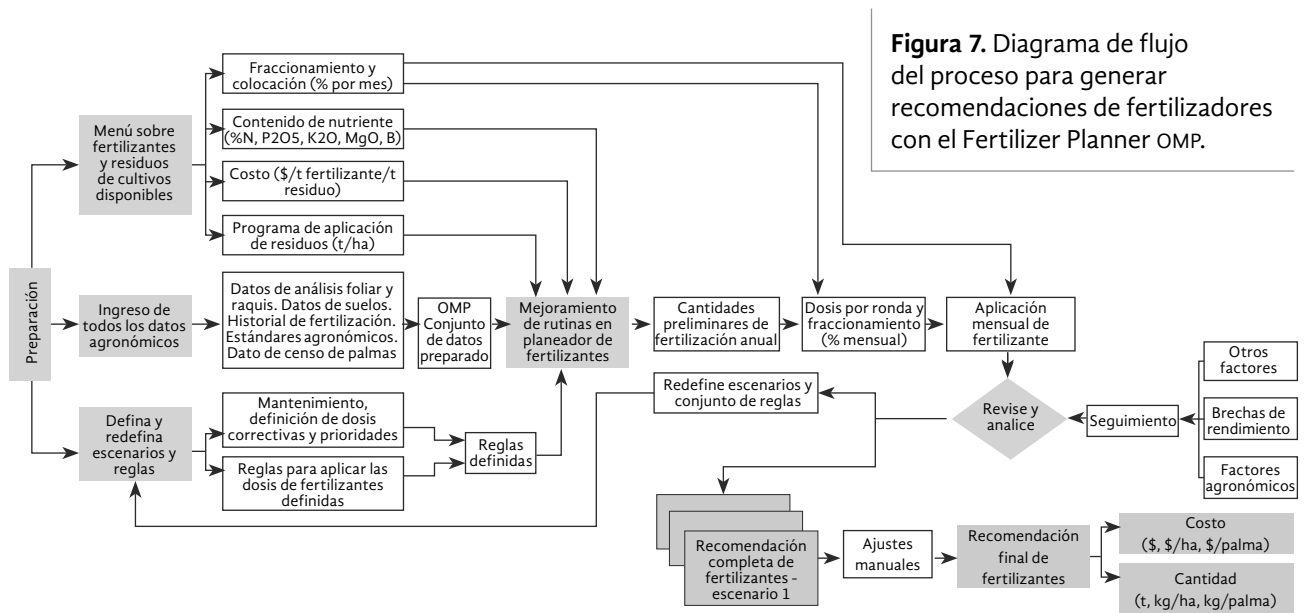 Figura 7. Diagrama de flujo
del proceso para generar
recomendaciones de fertilizadores
con el Fertilizer Planner OMP.
Preparación
Menú sobre
fertilizantes
y residuos
de cultivos
disponibles
Fraccionamiento y
colocación (% por mes)
Contenido de nutriente
(%N, P2O5, K2O, MgO, B)
Costo ($/t fertilizante/t
residuo)
Programa de aplicación
de residuos (t/ha)
Ingreso de
todos los datos
agronómicos
Datos de análisis foliar y
raquis. Datos de suelos.
Historial de fertilización.
Estándares agronómicos.
Dato de censo de palmas
OMP
Conjunto
de datos
preparado
Mejoramiento
de rutinas en
planeador de
fertilizantes
Cantidades
preliminares de
fertilización anual
Dosis por ronda y
fraccionamiento
(% mensual)
Aplicación
mensual de
fertilizante
Defina y
redefina
escenarios y
reglas
Mantenimiento,
definición de dosis
correctivas y prioridades
Reglas para aplicar las
dosis de fertilizantes
definidas
Reglas
definidas
Redefine escenarios y
conjunto de reglas
Revise y
analice
Seguimiento
Otros
factores
Brechas de
rendimiento
Factores
agronómicos
Recomendación
completa de
fertilizantes -
escenario 1
Ajustes
manuales
Recomendación
final de
fertilizantes
Costo
($, $/ha, $/palma)
Cantidad
(t, kg/ha, kg/palma)